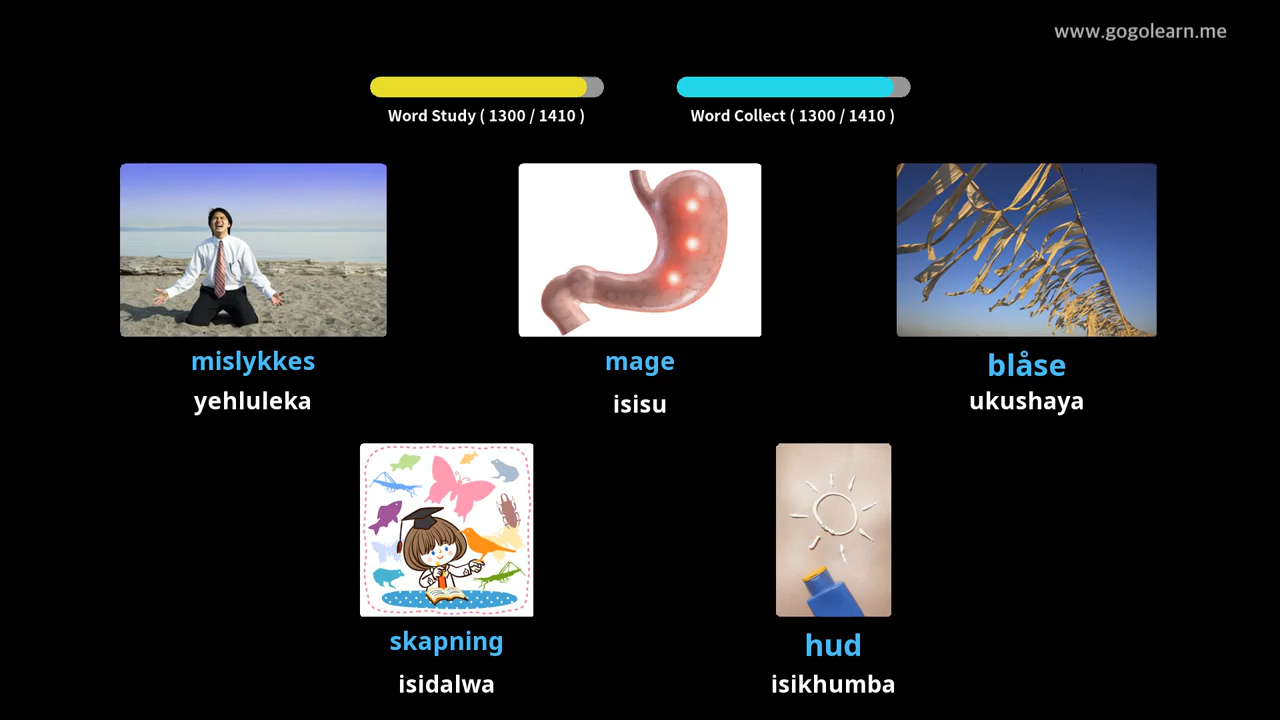 www.gogolearn.me
Word Study ( 1300 / 1410 )
Word Collect ( 1300 / 1410 )
mislykkes
yehluleka
mage
isisu
blåse
ukushaya
skapning
isidalwa
hud
isikhumba